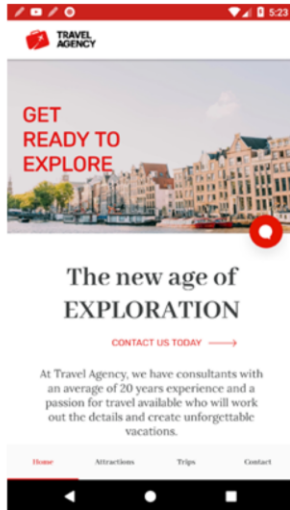 5:23
TRAVEL
AGENCY
GET
READY TO
EXPLORE
The new age of
EXPLORATION
CONTACT US TODAY
At Travel Agency, we have consultants with
an average of 20 years experience and a
passion for travel available who will work
out the details and create unforgettable
vacations.
Home Attractions Trips Contact